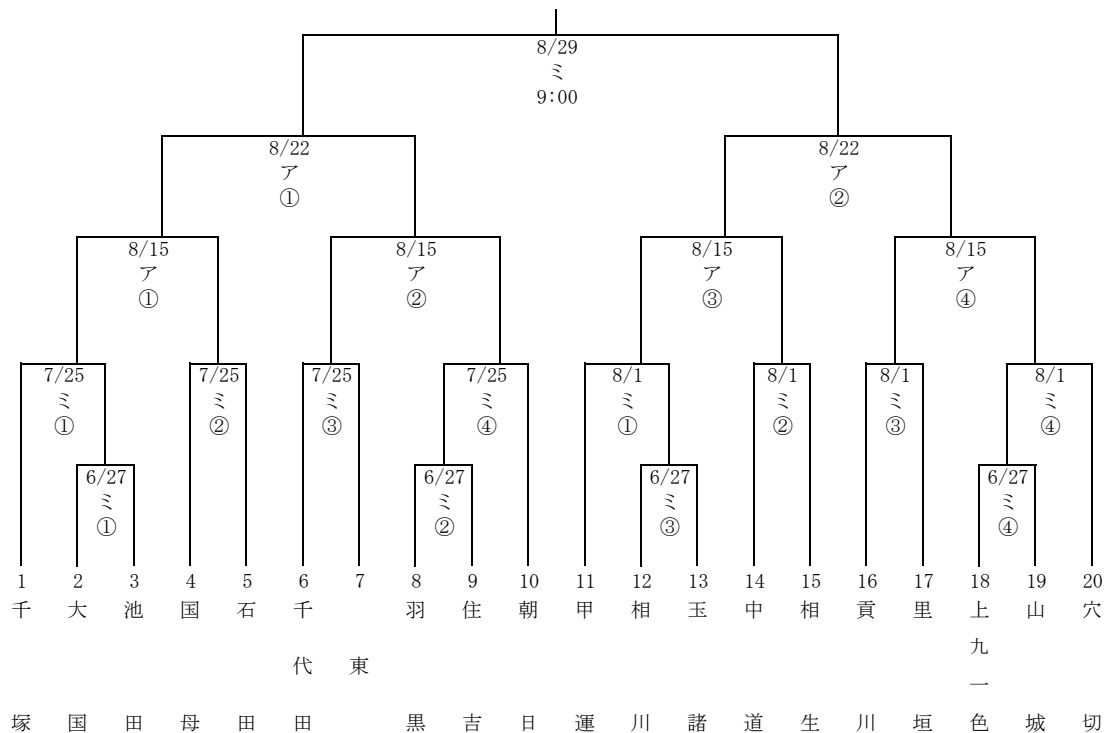 8/29
ミ
9:00
8/22
ア
①
8/22
ア
②
8/15
ア
①
8/15
ア
②
8/15
ア
③
8/15
ア
④
7/25
ミ
①
7/25
ミ
②
7/25
ミ
③
7/25
ミ
④
8/1
ミ
①
8/1
ミ
②
8/1
ミ
③
8/1
ミ
④
6/27
ミ
①
6/27
ミ
②
6/27
ミ
③
6/27
ミ
④
1 2 3 4 5 6 7 8 9 10 11 12 13 14 15 16 17 18 19 20
千塚
大国
池田
国母
石田
千代田
東
羽黒
住吉
朝日
甲運
相川
玉諸
中道
相生
貢川
里垣
上九一色
山城
穴切